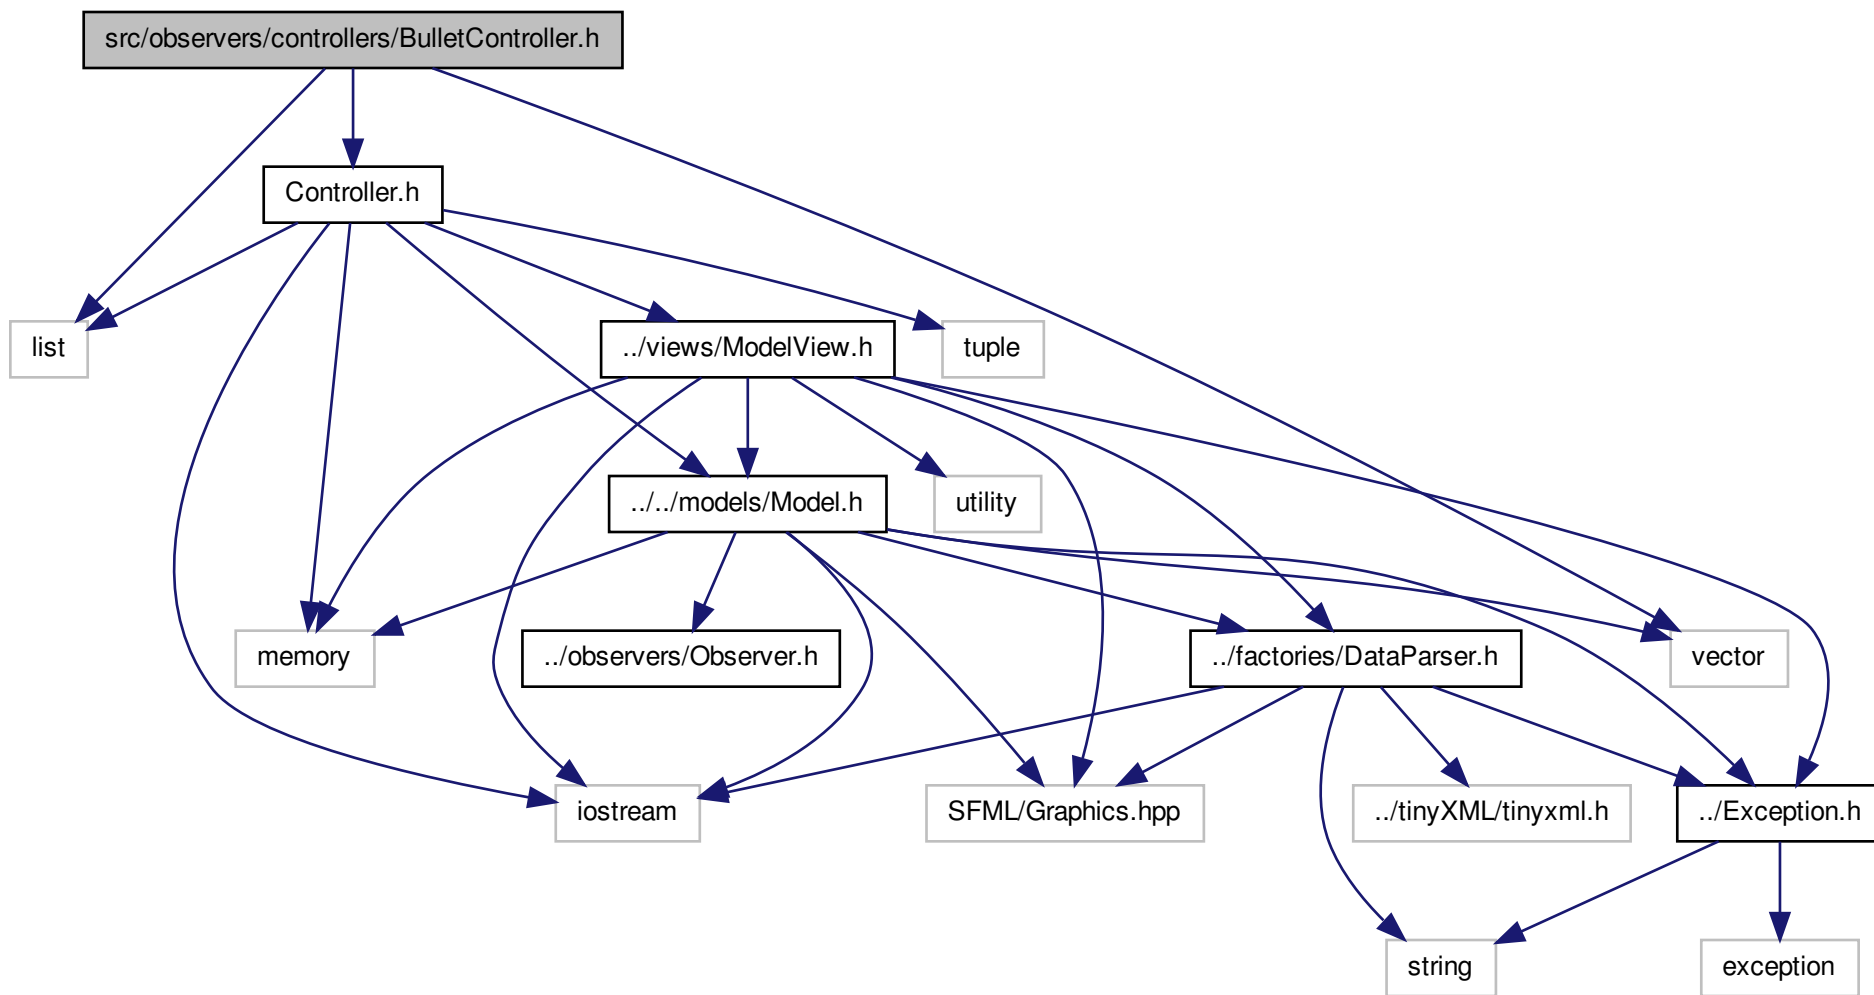 src/observers/controllers/BulletController.h
Controller.h
list
../views/ModelView.h
tuple
../../models/Model.h
utility
memory
../observers/Observer.h
../factories/DataParser.h
vector
iostream
SFML/Graphics.hpp
../tinyXML/tinyxml.h
../Exception.h
string
exception